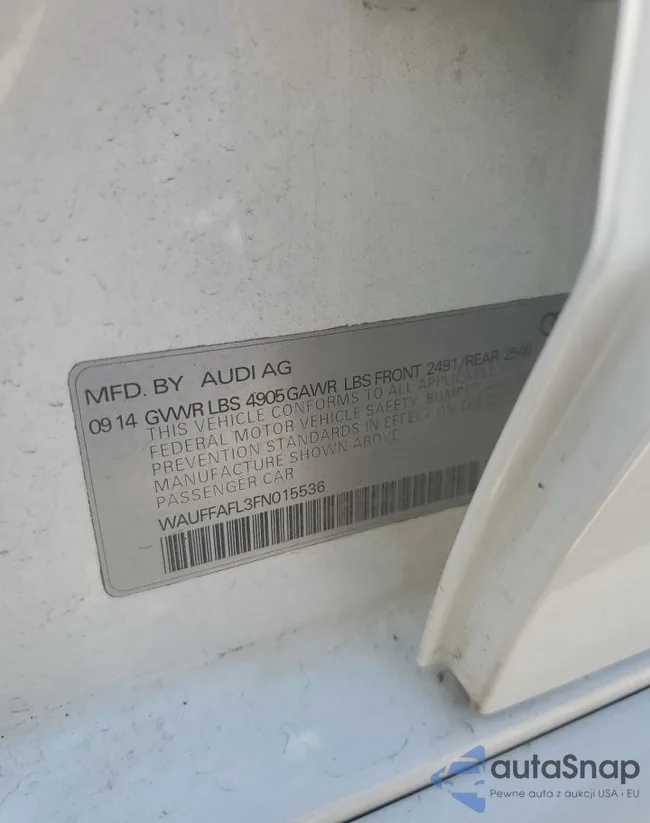 MFD. BY AUDI AG
09 14 GVWR LBS 4905 GAWR LBS FRONT 2491/REAR
THIS VEHICLE CONFORMS TO ALL APPLICABLE
FEDERAL MOTOR VEHICLE SAFETY, BUMPER,
PREVENTION STANDARDS IN EFFECT ON THE
MANUFACTURE SHOWN ABOVE
PASSENGER CAR
WAUFFAFL3FN015536
autaSnap
Pewne auta z aukcji USA i EU